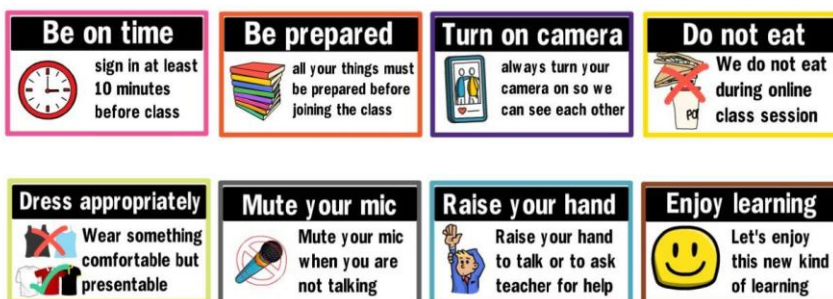 Be on time
sign in at least
10 minutes
before class
Be prepared
all your things must
be prepared before
joining the class
Turn on camera
always turn your
camera on so we
can see each other
Do not eat
We do not eat
during online
class session
Dress appropriately
Wear something
comfortable but
presentable
Mute your mic
Mute your mic
when you are
not talking
Raise your hand
Raise your hand
to talk or to ask
teacher for help
Enjoy learning
Let's enjoy
this new kind
of learning